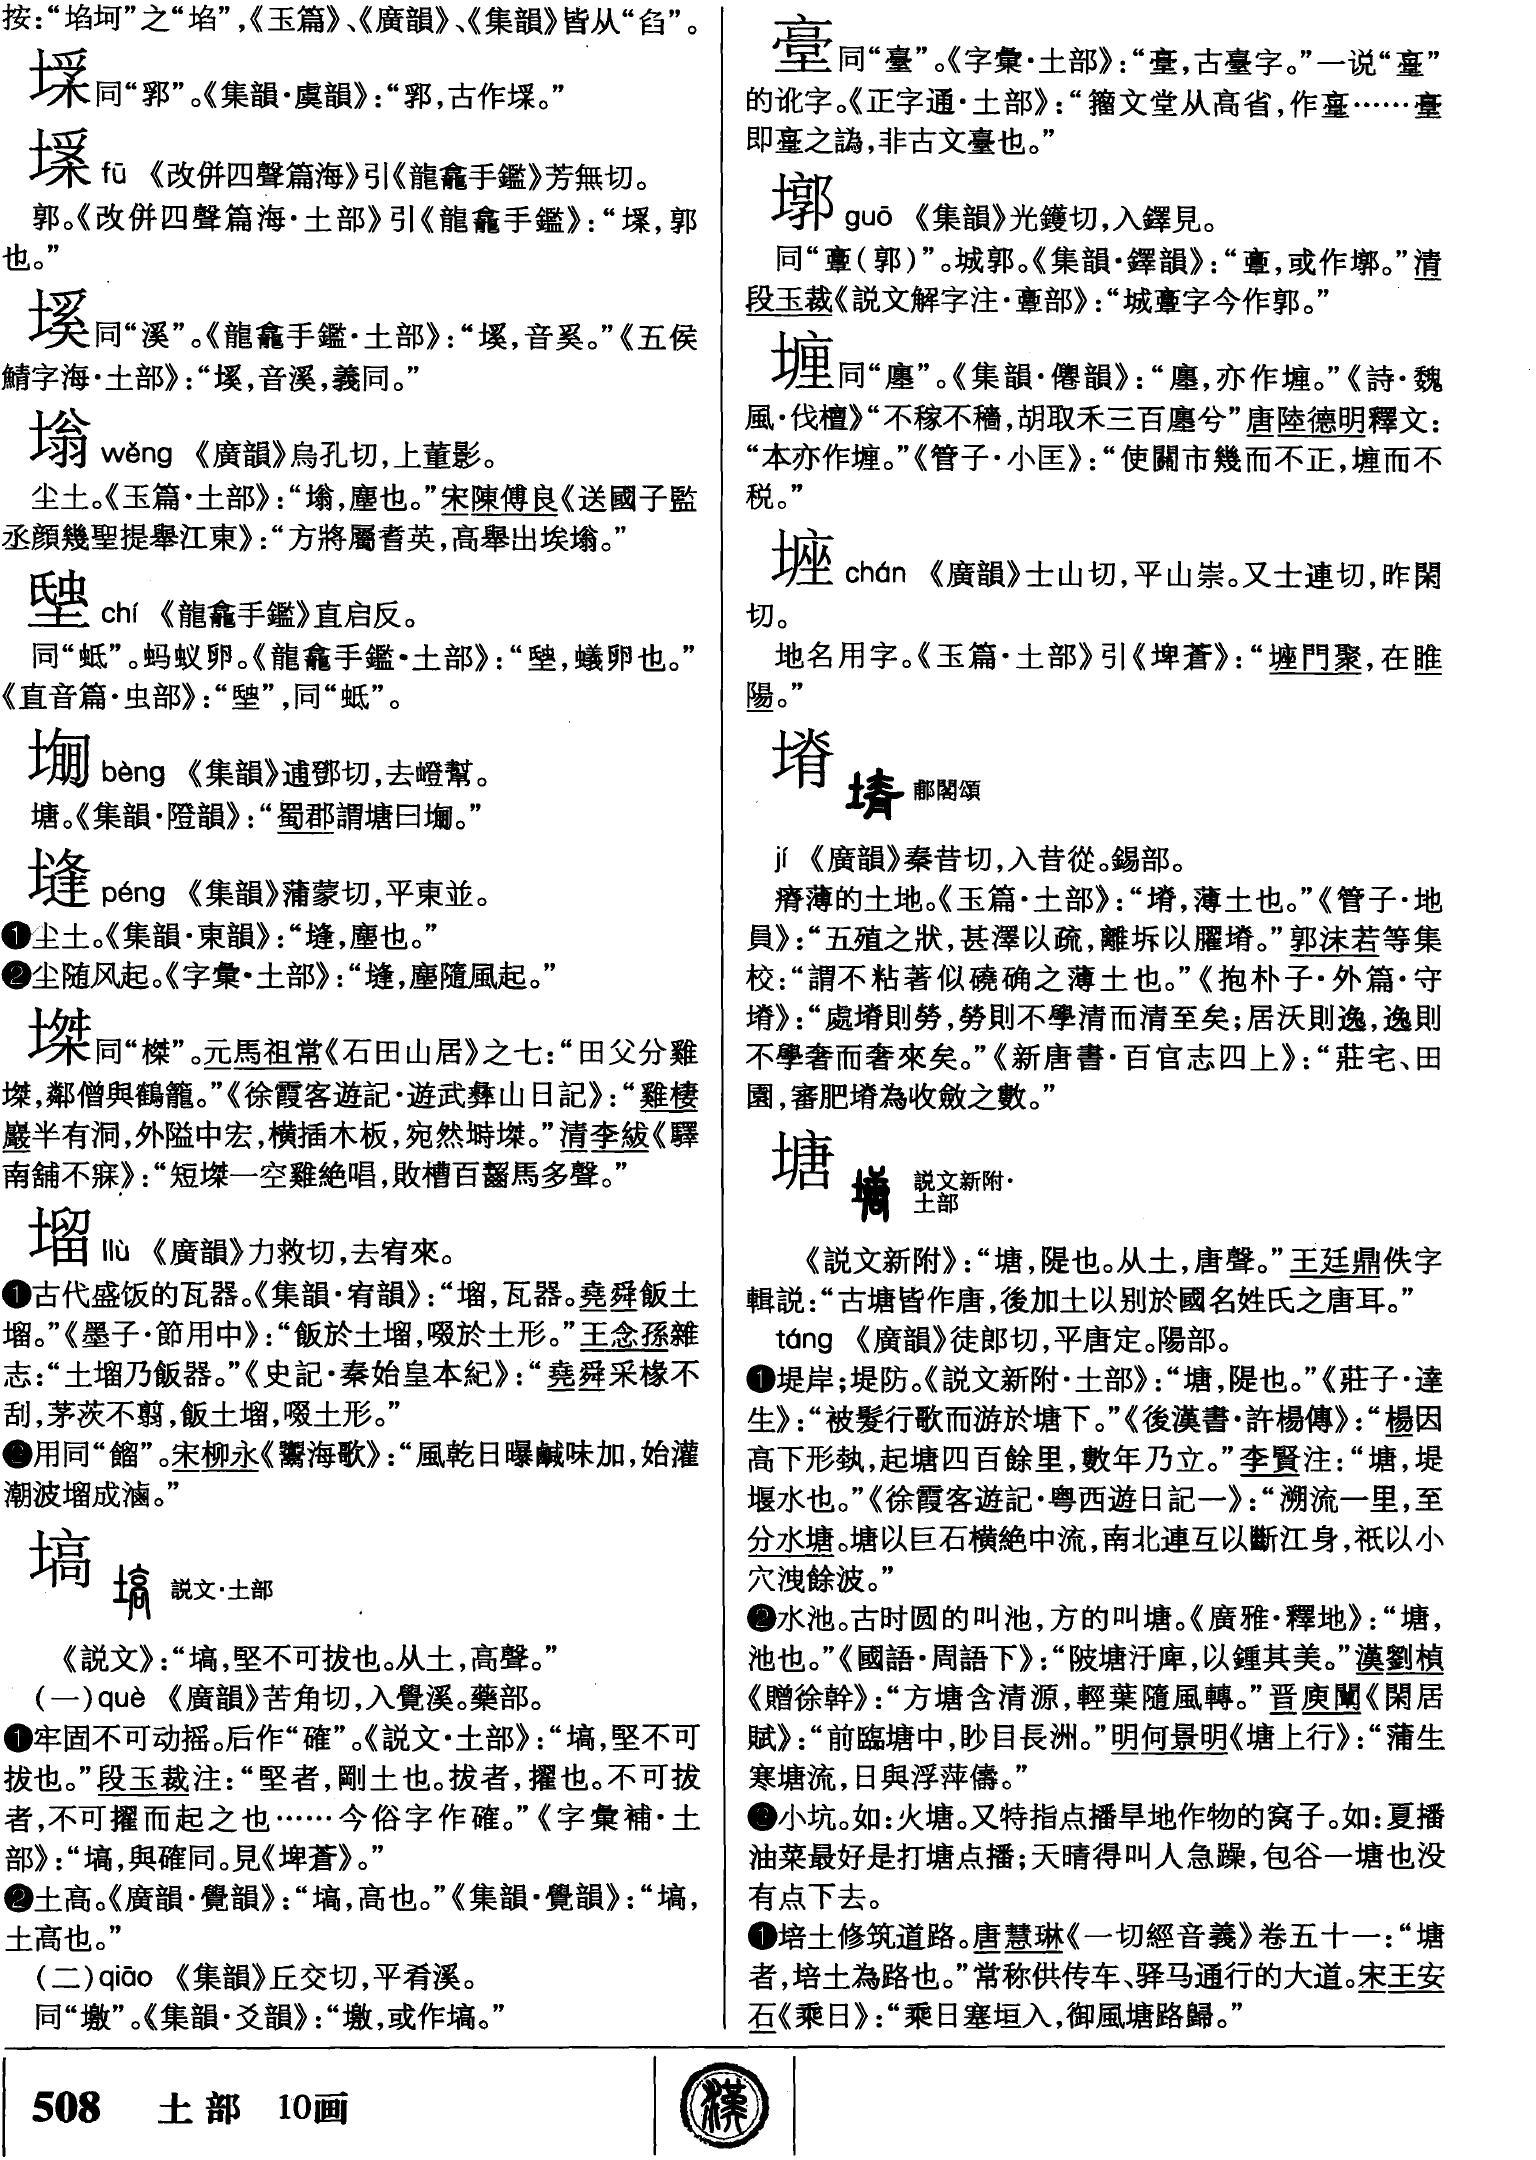 按：“埳坷”之“埳”，《玉篇》、《廣韻》、《集韻》皆从“臽”。
同“郛”。《集韻·虞韻》：“郛，古作垺。”
fū 《改併四聲篇海》引《龍龕手鑑》芳無切。
郭。《改併四聲篇海·土部》引《龍龕手鑑》：“，郭
也。”
塧同“溪”。《龍龕手鑑·土部》：“，音奚。”《五侯
鯖字海·土部》：“，音溪，義同。”
塕 wěng 《廣韻》烏孔切，上董影。
尘土。《玉篇·土部》：“塕，塵也。”宋陳傅良《送國子監
丞顔幾聖提舉江東》：“方將屬耆英，高舉出埃塕。”
chí 《龍龕手鑑》直启反。
同“蚳”。蚂蚁卵。《龍龕手鑑·土部》：“，蟻卵也。”
《直音篇·虫部》：“”，同“蚳”。
塴 bèng 《集韻》逋鄧切，去嶝幫。
塘。《集韻·隥韻》：“蜀郡謂塘曰塴。”
塳 péng 《集韻》蒲蒙切，平東並。
❶尘土。《集韻·東韻》：“塳，塵也。”
❷尘随风起。《字彙·土部》：“塳，塵隨風起。”
塒同“榤”。元馬祖常《石田山居》之七：“田父分雞
，鄰僧與鶴籠。”《徐霞客遊記·遊武彝山日記》：“雞棲
巖半有洞，外隘中宏，横插木板，宛然塒。”清李紱《驛
南舖不寐》：“短一空雞絶唱，敗槽百齧馬多聲。”
塯 liù 《廣韻》力救切，去宥來。
❶古代盛饭的瓦器。《集韻·宥韻》：“塯，瓦器。堯舜飯土
塯。”《墨子·節用中》：“飯於土塯，啜於土形。”王念孫雜
志：“土塯乃飯器。”《史記·秦始皇本紀》：“堯舜采椽不
刮，茅茨不翦，飯土塯，啜土形。”
❷用同“餾”。宋柳永《鬻海歌》：“風乾日曝鹹味加，始灌
潮波塯成滷。”
塙 説文·土部
《説文》：“塙，堅不可拔也。从土，高聲。”
(一)què 《廣韻》苦角切，入覺溪。藥部。
❶牢固不可动摇。后作“確”。《説文·土部》：“塙，堅不可
拔也。”段玉裁注：“堅者，剛土也。拔者，擢也。不可拔
者，不可擢而起之也……今俗字作確。”《字彙補·土
部》：“塙，與確同。見《埤蒼》。”
❷土高。《廣韻·覺韻》：“塙，高也。”《集韻·覺韻》：“塙，
土高也。”
(二)qiāo 《集韻》丘交切，平肴溪。
同“墽”。《集韻·爻韻》：“墽，或作塙。”
同“臺”。《字彙·土部》：“，古臺字。”一说“”
的讹字。《正字通·土部》：“籀文堂从高省，作……
即之譌，非古文臺也。”
㙮 guō 《集韻》光鑊切，入鐸見。
同“𩫏(郭)”。城郭。《集韻·鐸韻》：“𩫏，或作墎。”清
段玉裁《説文解字注·𩫏部》：“城𩫏字今作郭。”
堙同“廛”。《集韻·僊韻》：“廛，亦作㙻。”《詩·魏
風·伐檀》“不稼不穡，胡取禾三百廛兮”唐陸德明釋文：
“本亦作㙻。”《管子·小匡》：“使關市幾而不正，㙻而不
税。”
chán 《廣韻》士山切，平山崇。又士連切，昨閑
切。
地名用字。《玉篇·土部》引《埤蒼》：“門聚，在睢
陽。”
塉 郙閣頌
jí 《廣韻》秦昔切，入昔從。錫部。
瘠薄的土地。《玉篇·土部》：“塉，薄土也。”《管子·地
員》：“五殖之狀，甚澤以疏，離坼以臞塉。”郭沫若等集
校：“謂不粘著似磽确之薄土也。”《抱朴子·外篇·守
塉》：“處塉則勞，勞則不學清而清至矣；居沃則逸，逸則
不學奢而奢來矣。”《新唐書·百官志四上》：“莊宅、田
園，審肥塉為收斂之數。”
塘 説文新附·
土部
《説文新附》：“塘，隄也。从土，唐聲。”王廷鼎佚字
輯説：“古塘皆作唐，後加土以别於國名姓氏之唐耳。”
táng 《廣韻》徒郎切，平唐定。陽部。
❶堤岸；堤防。《説文新附·土部》：“塘，隄也。”《莊子·達
生》：“被髮行歌而游於塘下。”《後漢書·許楊傳》：“楊因
高下形埶，起塘四百餘里，數年乃立。”李賢注：“塘，堤
堰水也。”《徐霞客遊記·粤西遊日記一》：“溯流一里，至
分水塘。塘以巨石横絶中流，南北連亙以斷江身，衹以小
穴洩餘波。”
❷水池。古时圆的叫池，方的叫塘。《廣雅·釋地》：“塘，
池也。”《國語·周語下》：“陂塘汙庳，以鍾其美。”漢劉楨
《贈徐幹》：“方塘含清源，輕葉隨風轉。”晋庾闡《閑居
賦》：“前臨塘中，眇目長洲。”明何景明《塘上行》：“蒲生
寒塘流，日與浮萍儔。”
❸小坑。如：火塘。又特指点播旱地作物的窝子。如：夏播
油菜最好是打塘点播；天晴得叫人急躁，包谷一塘也没
有点下去。
❹培土修筑道路。唐慧琳《一切經音義》卷五十一：“塘
者，培土為路也。”常称供传车、驿马通行的大道。宋王安
石《乘日》：“乘日塞垣入，御風塘路歸。”
508 土部 10画
漢